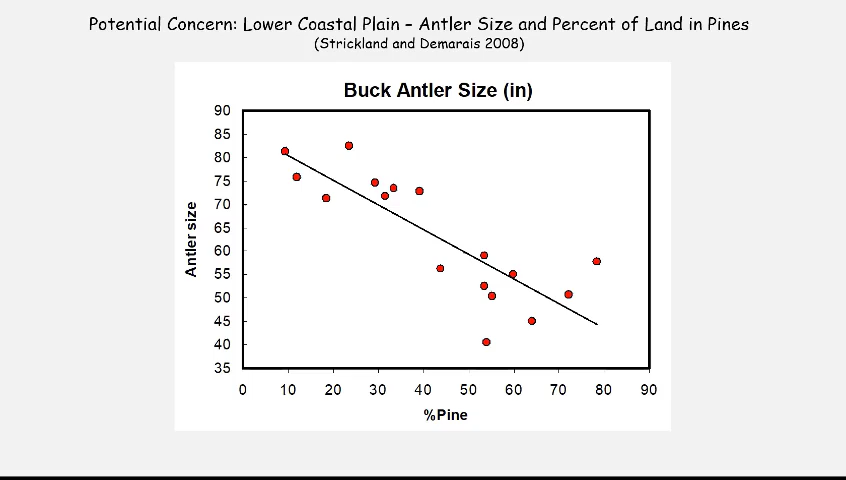 Potential Concern: Lower Coastal Plain – Antler Size and Percent of Land in Pines
(Strickland and Demarais 2008)
Buck Antler Size (in)
90
85
80
75
70
65
60
55
50
45
40
35
Antler size
0 10 20 30 40 50 60 70 80 90
%Pine